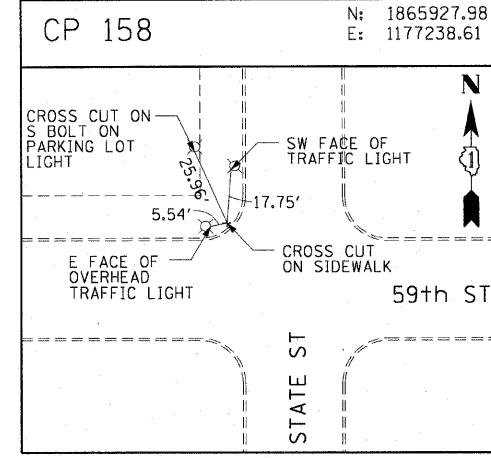 CP 158
N: 1865927.98
E: 1177238.61
N
1
CROSS CUT ON
S BOLT ON
PARKING LOT
LIGHT
SW FACE OF
TRAFFIC LIGHT
25.96'
17.75'
5.54'
E FACE OF
OVERHEAD
TRAFFIC LIGHT
CROSS CUT
ON SIDEWALK
59th ST
STATE ST